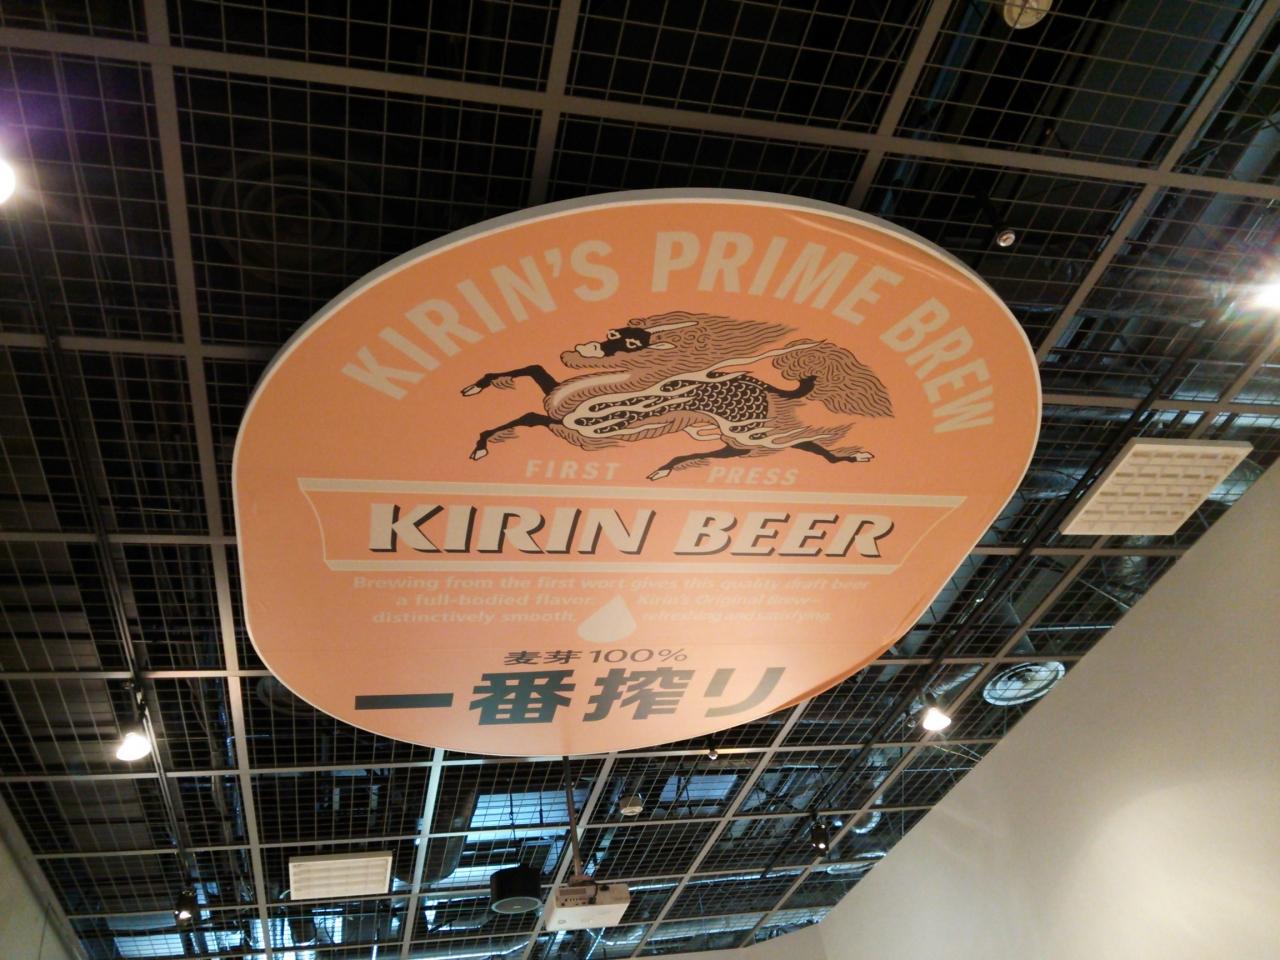 KIRIN'S PRIME BREW
FIRST PRESS
KIRIN BEER
Brewing from the first wort gives this quality draft beer
a full-bodied flavor. Kirin's Original Brew—
distinctively smooth, refreshing and satisfying.
麦芽100%
一番搾り